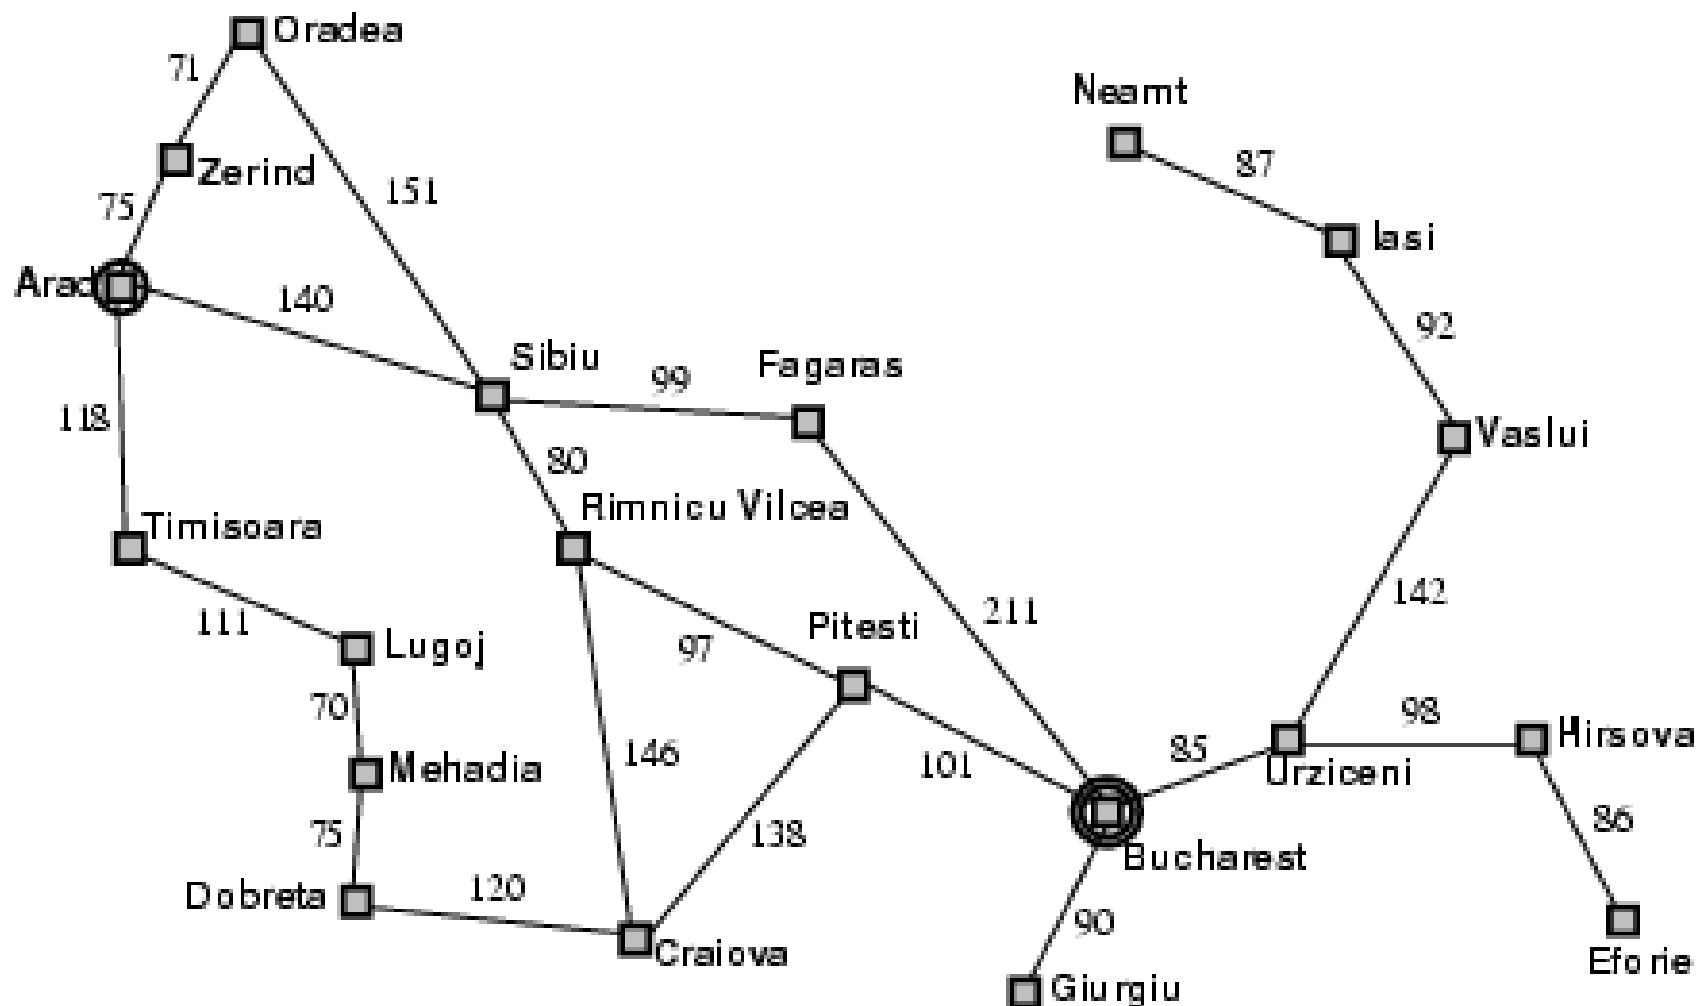 Oradea
71
Neamt
87
Zerind
151
75
Iasi
Arad
140
92
Sibiu
Fagaras
99
118
Vaslui
80
Rimnicu Vilcea
Timisoara
142
211
111
Pitesti
Lugoj
97
70
98
Hirsova
85
146
101
Urziceni
Mehadia
86
75
138
Bucharest
Dobreta
120
90
Craiova
Eforie
Giurgiu